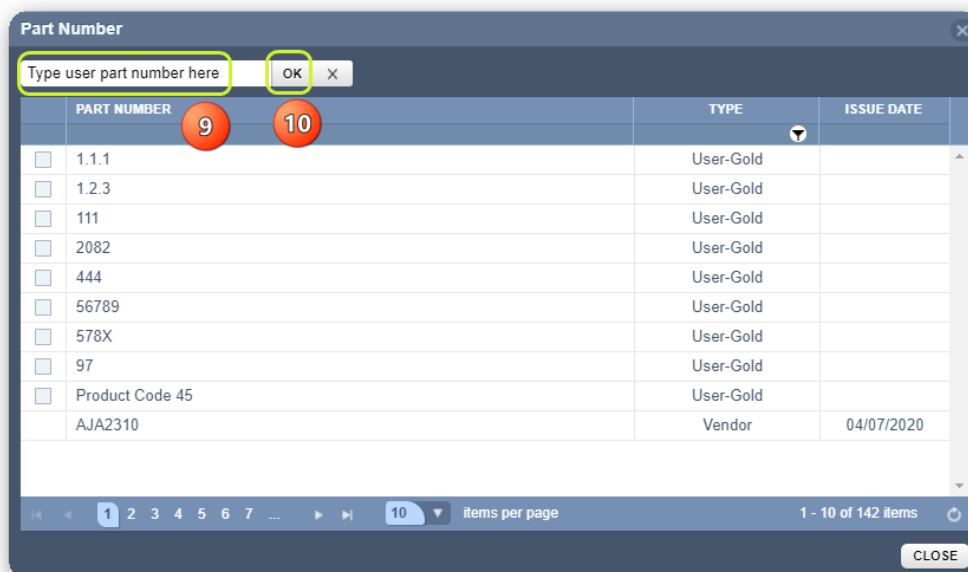 Part Number
Type user part number here OK X
9 10
PART NUMBER TYPE ISSUE DATE
1.1.1 User-Gold
1.2.3 User-Gold
111 User-Gold
2082 User-Gold
444 User-Gold
56789 User-Gold
578X User-Gold
97 User-Gold
Product Code 45 User-Gold
AJA2310 Vendor 04/07/2020
1 2 3 4 5 6 7 ... 10 items per page 1 - 10 of 142 items
CLOSE